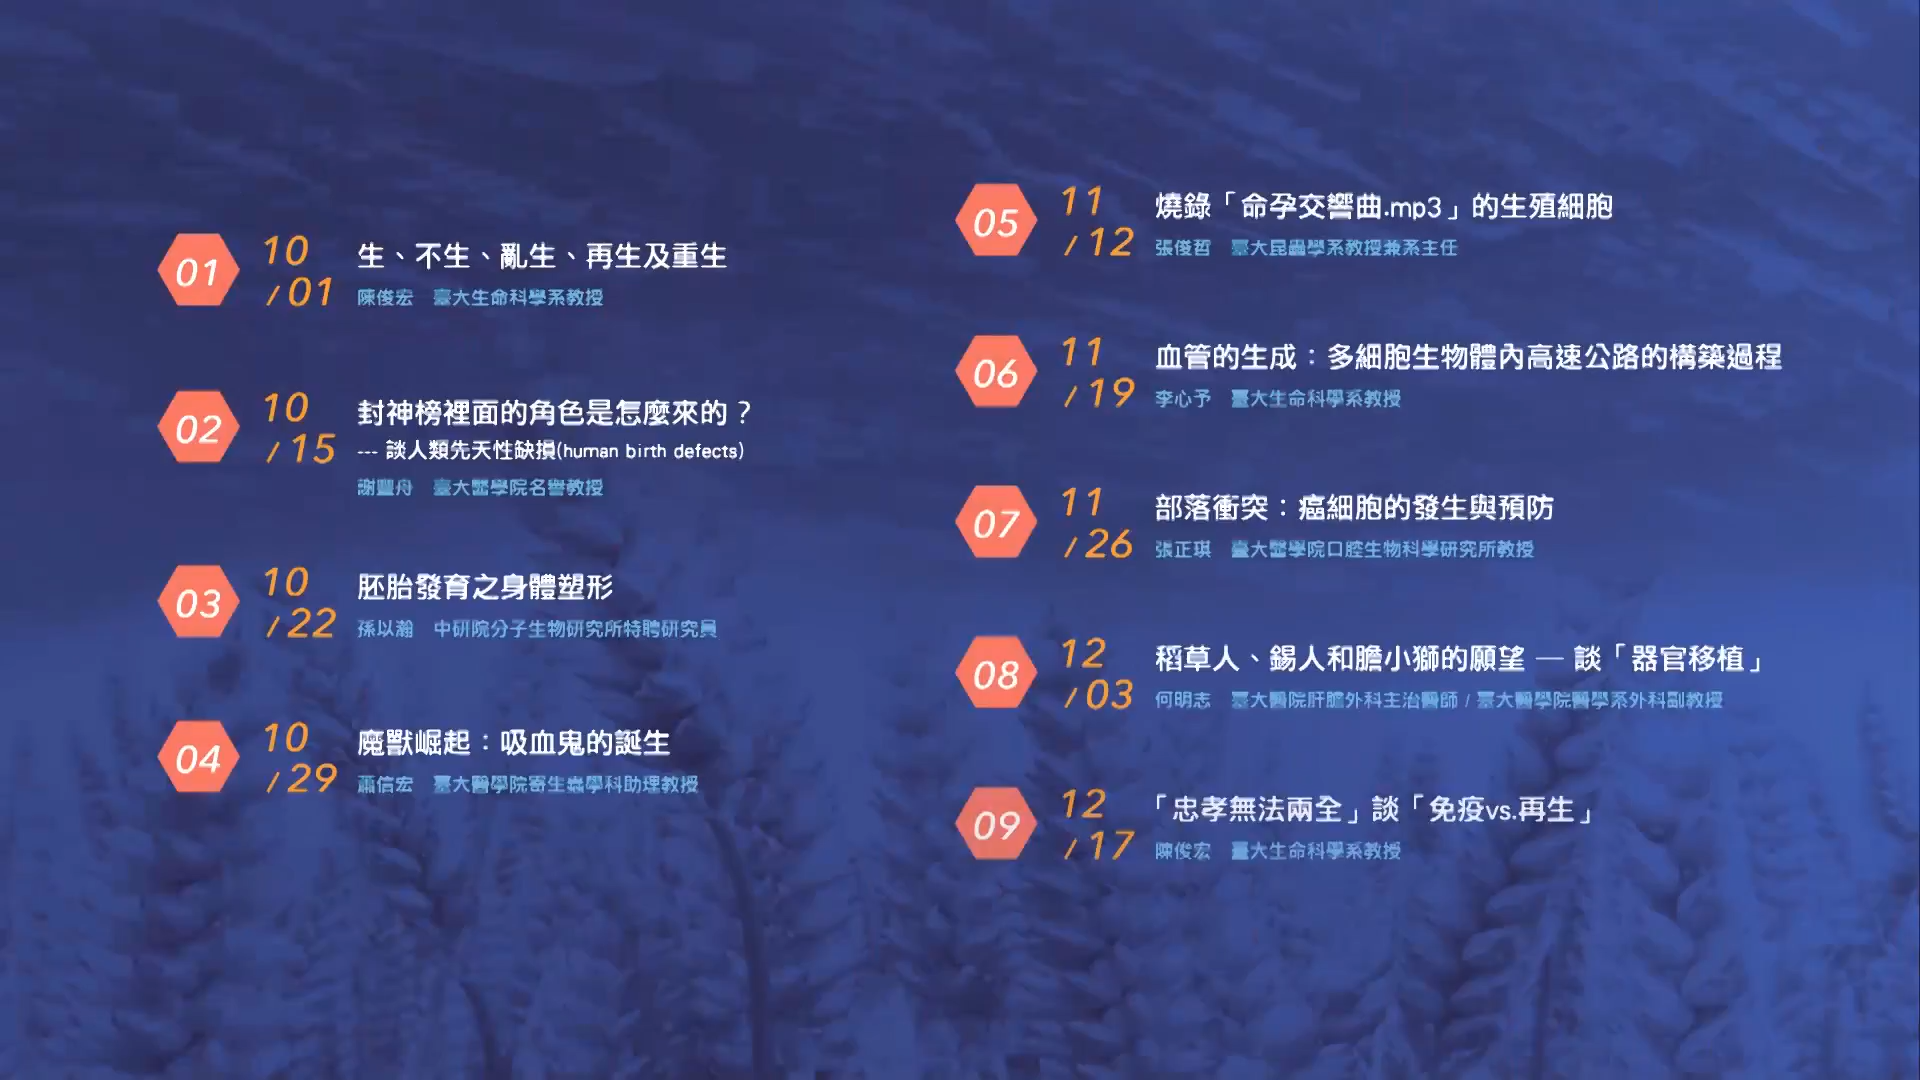 01
10
/01
生、不生、亂生、再生及重生
陳俊宏 臺大生命科學系教授
02
10
/15
封神榜裡面的角色是怎麼來的？
--- 談人類先天性缺損(human birth defects)
謝豐舟 臺大醫學院名譽教授
03
10
/22
胚胎發育之身體塑形
孫以瀚 中研院分子生物研究所特聘研究員
04
10
/29
魔獸崛起：吸血鬼的誕生
蕭信宏 臺大醫學院寄生蟲學科助理教授
05
11
/12
燒錄「命孕交響曲.mp3」的生殖細胞
張俊哲 臺大昆蟲學系教授兼系主任
06
11
/19
血管的生成：多細胞生物體內高速公路的構築過程
李心予 臺大生命科學系教授
07
11
/26
部落衝突：癌細胞的發生與預防
張正琪 臺大醫學院口腔生物科學研究所教授
08
12
/03
稻草人、錫人和膽小獅的願望 — 談「器官移植」
何明志 臺大醫院肝膽外科主治醫師 / 臺大醫學院醫學系外科副教授
09
12
/17
「忠孝無法兩全」談「免疫vs.再生」
陳俊宏 臺大生命科學系教授